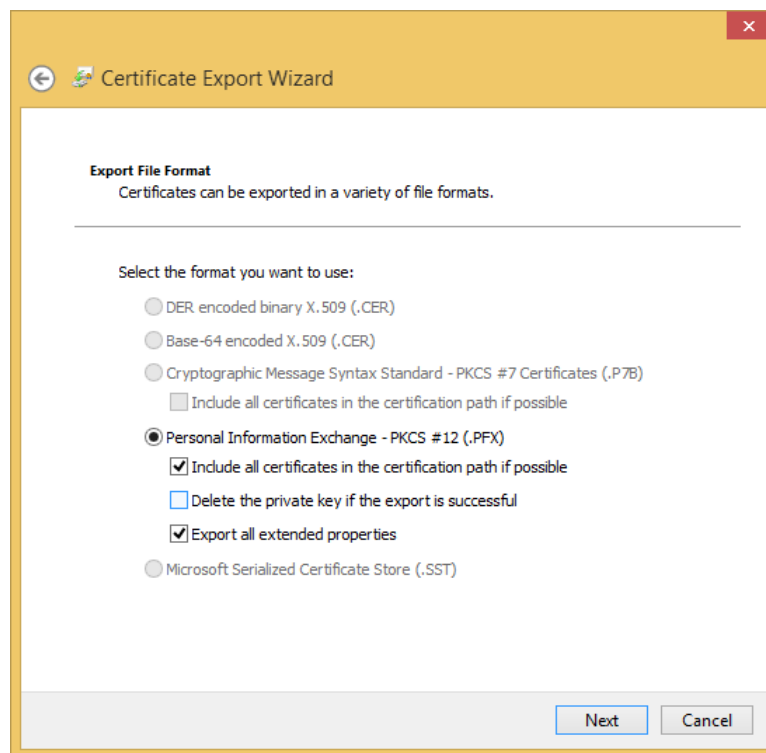 Certificate Export Wizard
Export File Format
Certificates can be exported in a variety of file formats.
Select the format you want to use:
DER encoded binary X.509 (.CER)
Base-64 encoded X.509 (.CER)
Cryptographic Message Syntax Standard - PKCS #7 Certificates (.P7B)
Include all certificates in the certification path if possible
Personal Information Exchange - PKCS #12 (.PFX)
Include all certificates in the certification path if possible
Delete the private key if the export is successful
Export all extended properties
Microsoft Serialized Certificate Store (.SST)
Next Cancel